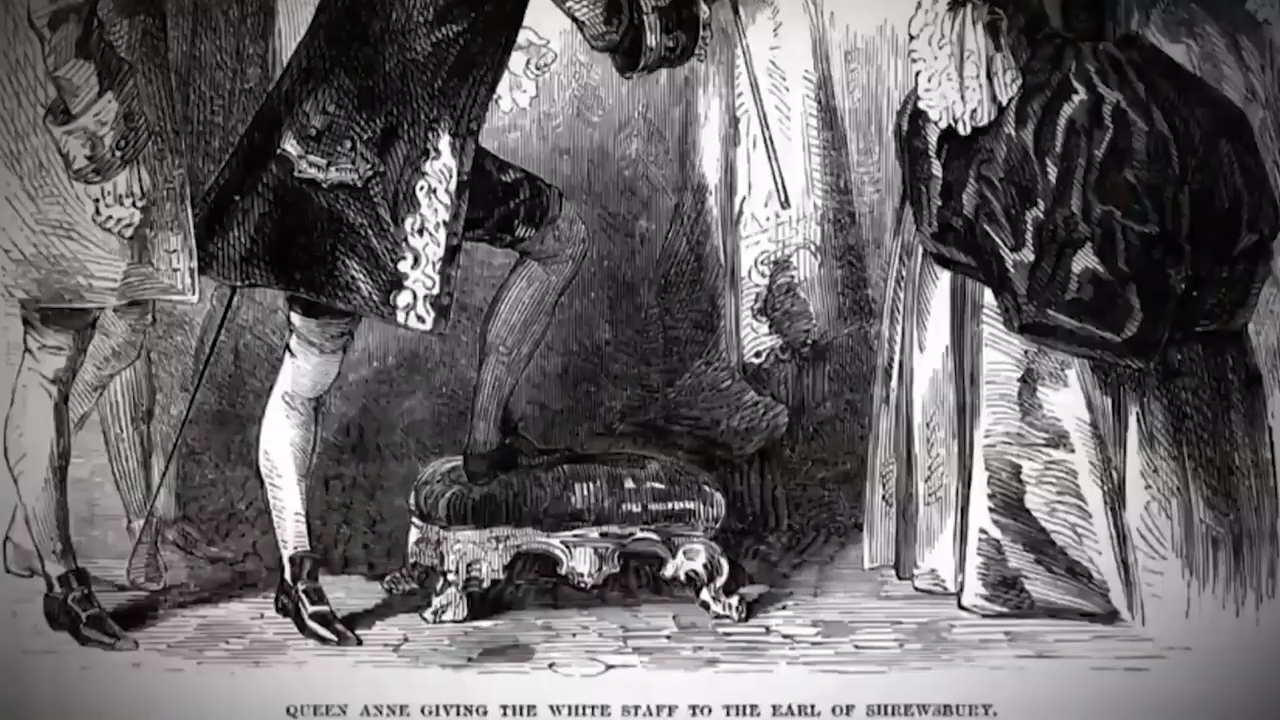 QUEEN ANNE GIVING THE WHITE STAFF TO THE EARL OF SHREWSBURY.